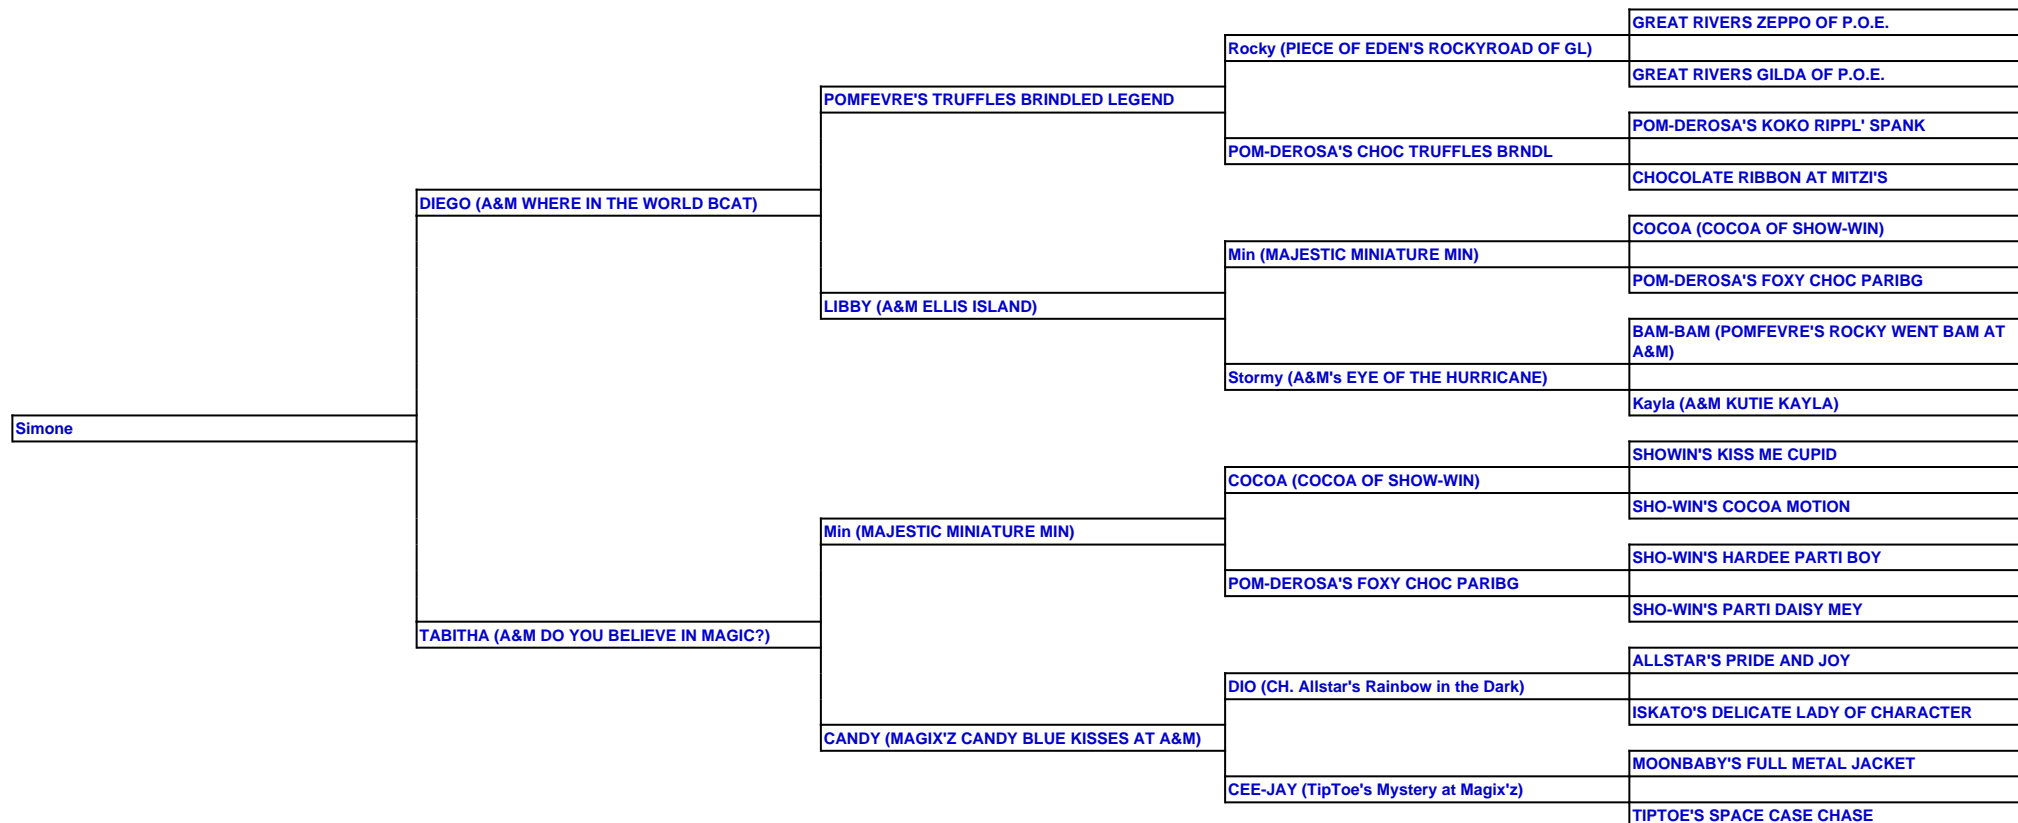 GREAT RIVERS ZEPPO OF P.O.E.
Rocky (PIECE OF EDEN'S ROCKYROAD OF GL)
GREAT RIVERS GILDA OF P.O.E.
POMFEVRE'S TRUFFLES BRINDLED LEGEND
POM-DEROSA'S KOKO RIPPL' SPANK
POM-DEROSA'S CHOC TRUFFLES BRNDL
CHOCOLATE RIBBON AT MITZI'S
DIEGO (A&M WHERE IN THE WORLD BCAT)
COCOA (COCOA OF SHOW-WIN)
Min (MAJESTIC MINIATURE MIN)
POM-DEROSA'S FOXY CHOC PARIBG
LIBBY (A&M ELLIS ISLAND)
BAM-BAM (POMFEVRE'S ROCKY WENT BAM AT
A&M)
Stormy (A&M's EYE OF THE HURRICANE)
Kayla (A&M KUTIE KAYLA)
Simone
SHOWIN'S KISS ME CUPID
COCOA (COCOA OF SHOW-WIN)
SHO-WIN'S COCOA MOTION
Min (MAJESTIC MINIATURE MIN)
SHO-WIN'S HARDEE PARTI BOY
POM-DEROSA'S FOXY CHOC PARIBG
SHO-WIN'S PARTI DAISY MEY
TABITHA (A&M DO YOU BELIEVE IN MAGIC?)
ALLSTAR'S PRIDE AND JOY
DIO (CH. Allstar's Rainbow in the Dark)
ISKATO'S DELICATE LADY OF CHARACTER
CANDY (MAGIX'Z CANDY BLUE KISSES AT A&M)
MOONBABY'S FULL METAL JACKET
CEE-JAY (TipToe's Mystery at Magix'z)
TIPTOE'S SPACE CASE CHASE